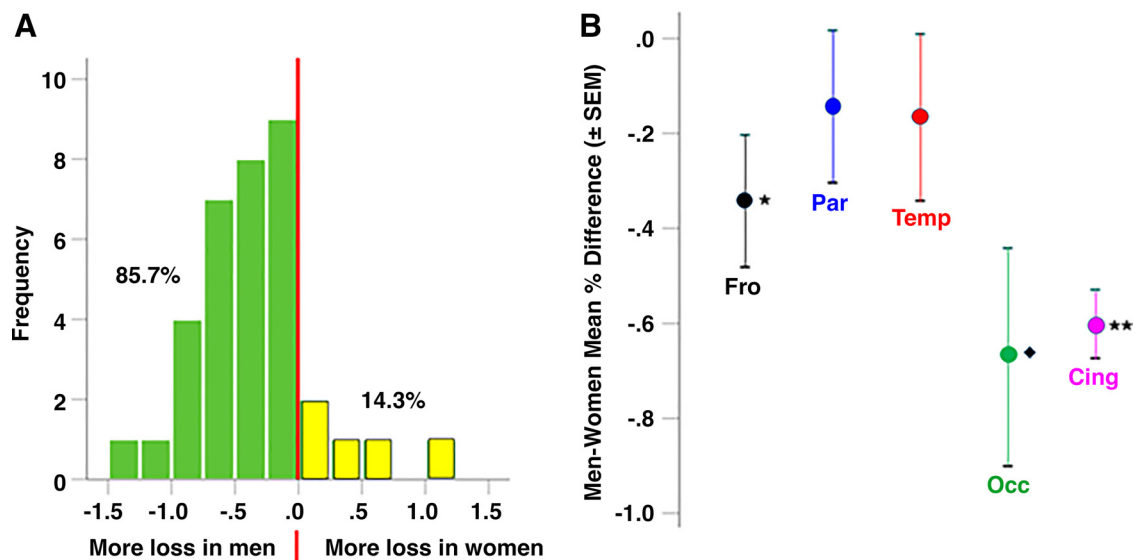 A
10
8
6
4
2
0
Frequency
85.7%
14.3%
-1.5 -1.0 -.5 .0 .5 1.0 1.5
More loss in men | More loss in women
B
Men-Women Mean % Difference (± SEM)
.0
-.2
-.4
-.6
-.8
-1.0
Fro
★
Par
Temp
Occ
◆
Cing
★★